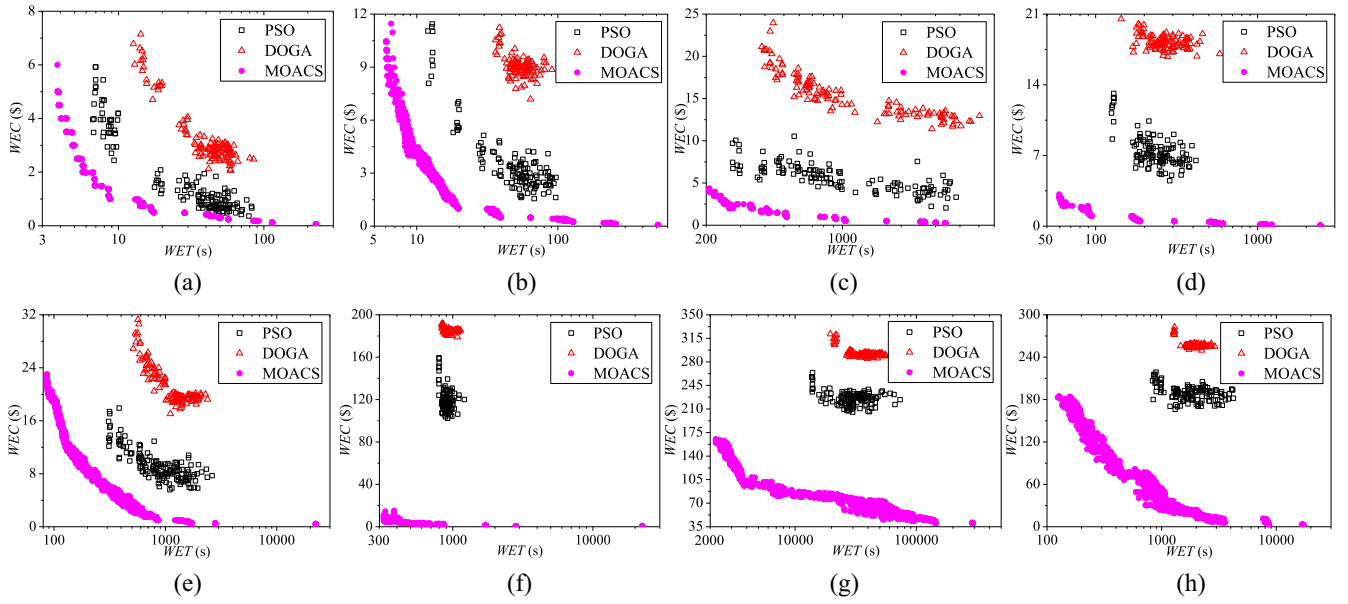 8
6
4
2
0
WEC ($)
3
10
100
WET (s)
PSO
DOGA
MOACS
(a)
12
9
6
3
0
WEC ($)
5
10
100
WET (s)
PSO
DOGA
MOACS
(b)
25
20
15
10
5
0
WEC ($)
200
1000
WET (s)
PSO
DOGA
MOACS
(c)
21
14
7
0
WEC ($)
50
100
1000
WET (s)
PSO
DOGA
MOACS
(d)
32
24
16
8
0
WEC ($)
100
1000
10000
WET (s)
PSO
DOGA
MOACS
(e)
200
160
120
80
40
0
WEC ($)
300
1000
10000
WET (s)
PSO
DOGA
MOACS
(f)
350
315
280
245
210
100
135
105
70
35
WEC ($)
2000
10000
100000
WET (s)
PSO
DOGA
MOACS
(g)
300
240
180
120
60
0
WEC ($)
100
1000
10000
WET (s)
PSO
DOGA
MOACS
(h)